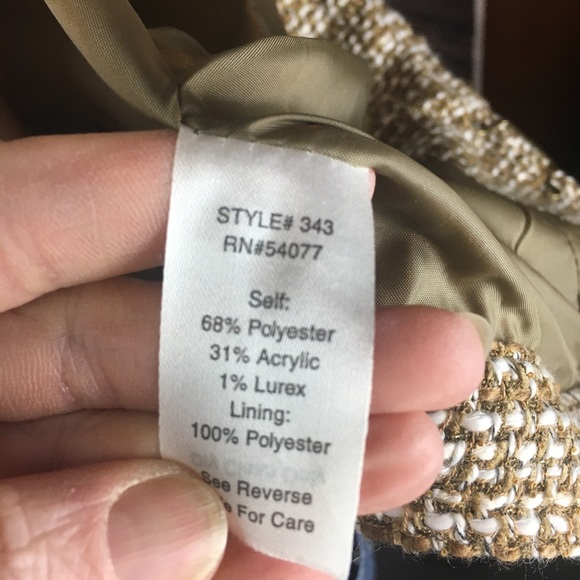 STYLE# 343
RN#54077
Self:
68% Polyester
31% Acrylic
1% Lurex
Lining:
100% Polyester
See Reverse
For Care